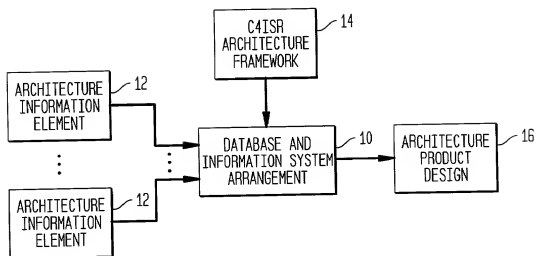 C4ISR
ARCHITECTURE
FRAMEWORK
14
ARCHITECTURE
INFORMATION
ELEMENT
12
DATABASE AND
INFORMATION SYSTEM
ARRANGEMENT
10
ARCHITECTURE
PRODUCT
DESIGN
16
ARCHITECTURE
INFORMATION
ELEMENT
12